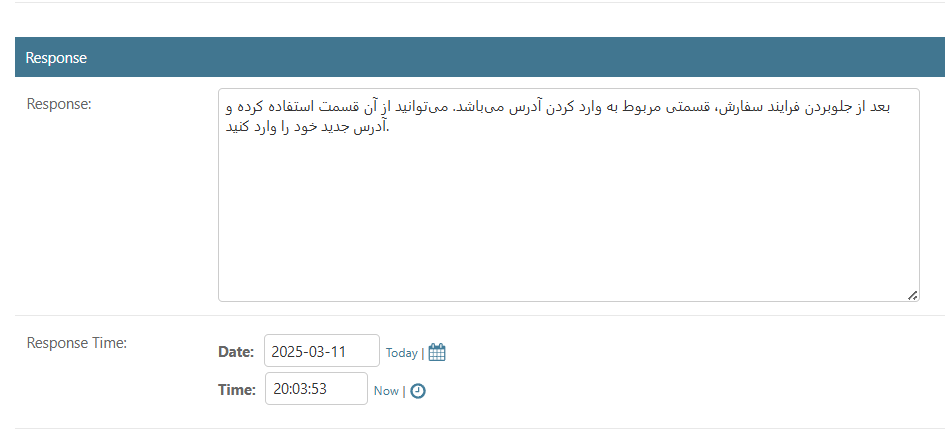 Response
Response:
بعد از جلوبردن فرایند سفارش، قسمتی مربوط به وارد کردن آدرس می‌باشد. می‌توانید از آن قسمت استفاده کرده و
آدرس جدید خود را وارد کنید.
Response Time:
Date: 2025-03-11 Today |
Time: 20:03:53 Now |